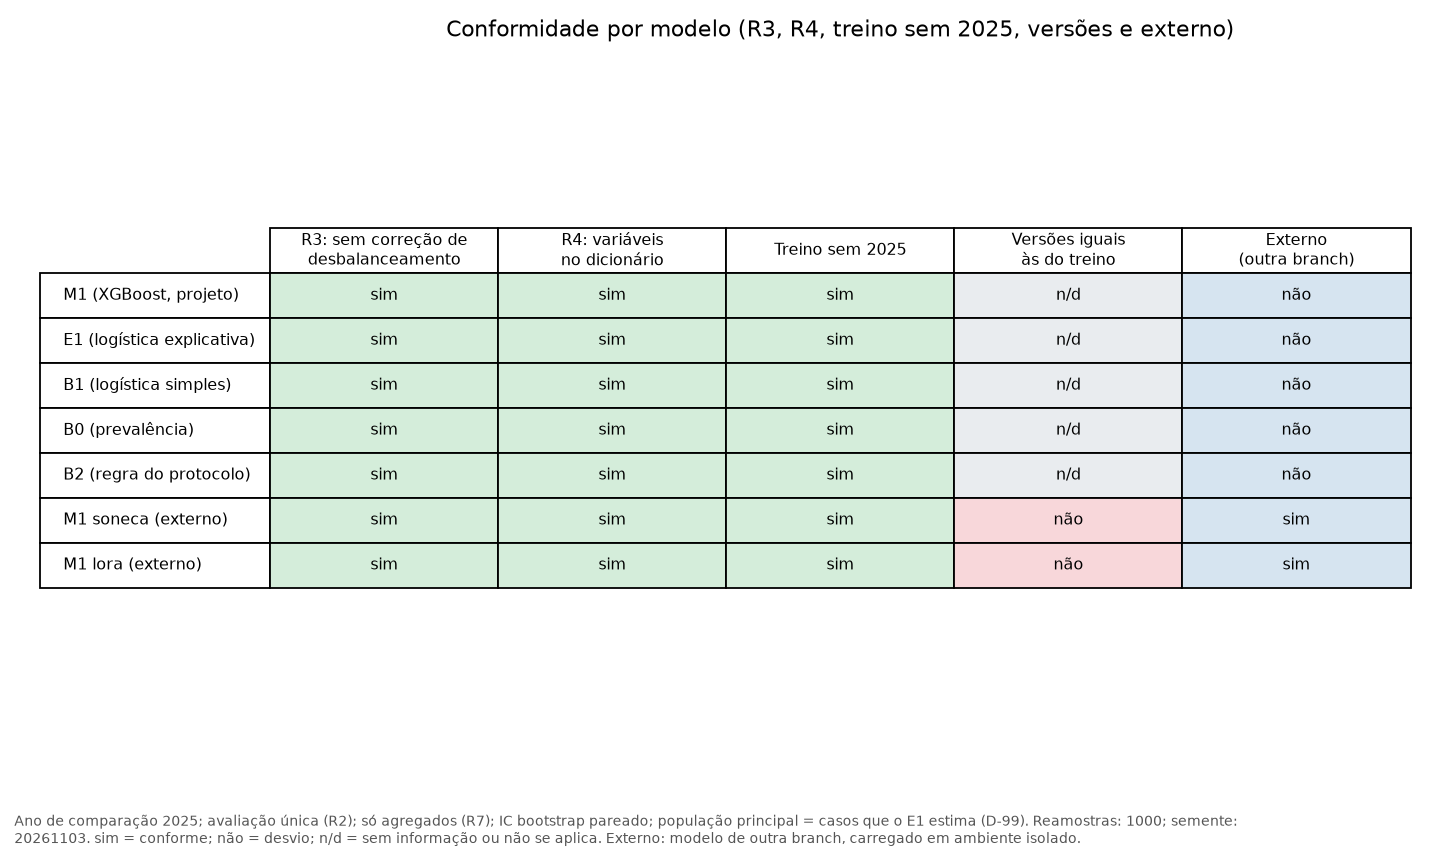 Conformidade por modelo (R3, R4, treino sem 2025, versões e externo)
R3: sem correção de desbalanceamento | R4: variáveis no dicionário | Treino sem 2025 | Versões iguais às do treino | Externo (outra branch)
M1 (XGBoost, projeto) sim sim sim n/d não
E1 (logística explicativa) sim sim sim n/d não
B1 (logística simples) sim sim sim n/d não
B0 (prevalência) sim sim sim n/d não
B2 (regra do protocolo) sim sim sim n/d não
M1 soneca (externo) sim sim sim não sim
M1 lora (externo) sim sim sim não sim
Ano de comparação 2025; avaliação única (R2); só agregados (R7); IC bootstrap pareado; população principal = casos que o E1 estima (D-99). Reamostras: 1000; semente:
20261103. sim = conforme; não = desvio; n/d = sem informação ou não se aplica. Externo: modelo de outra branch, carregado em ambiente isolado.